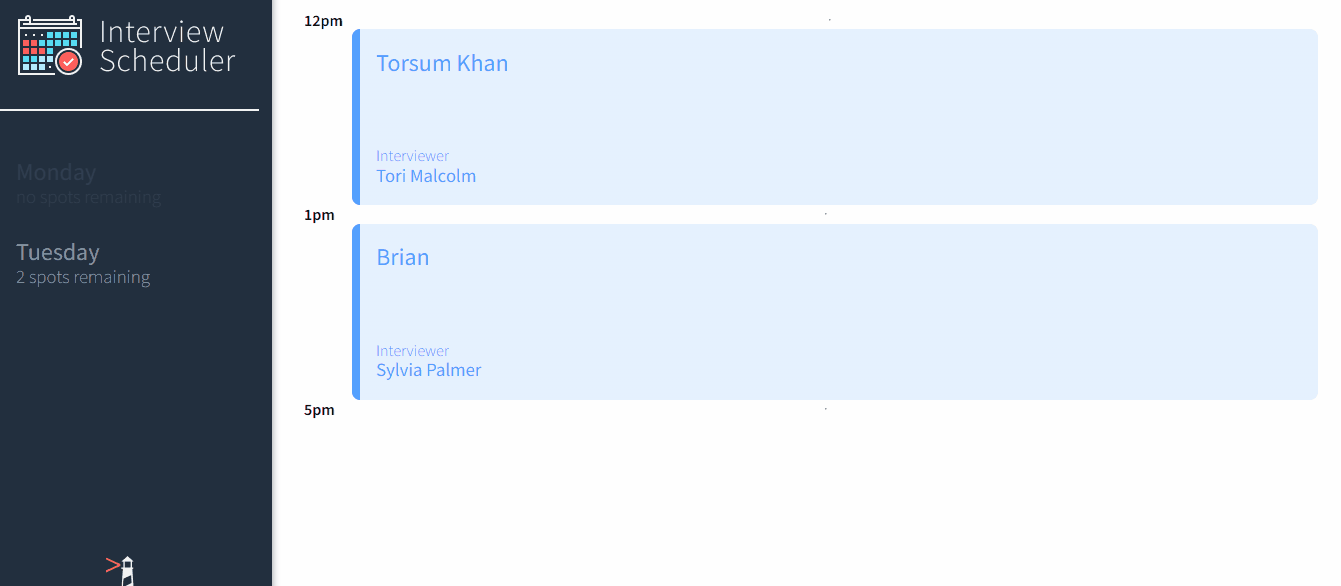 Interview
Scheduler
Monday
no spots remaining
Tuesday
2 spots remaining
12pm
Torsum Khan
Interviewer
Tori Malcolm
1pm
Brian
Interviewer
Sylvia Palmer
5pm